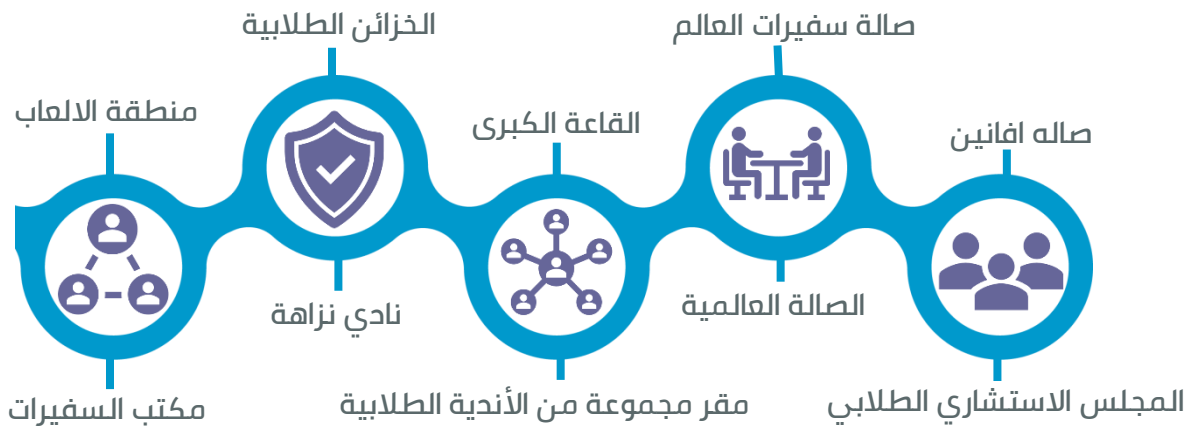 صاله افانين
المجلس الاستشاري الطلابي
صالة سفيرات العالم
الصالة العالمية
القاعة الكبرى
مقر مجموعة من الأندية الطلابية
الخزائن الطلابية
نادي نزاهة
منطقة الالعاب
مكتب السفيرات